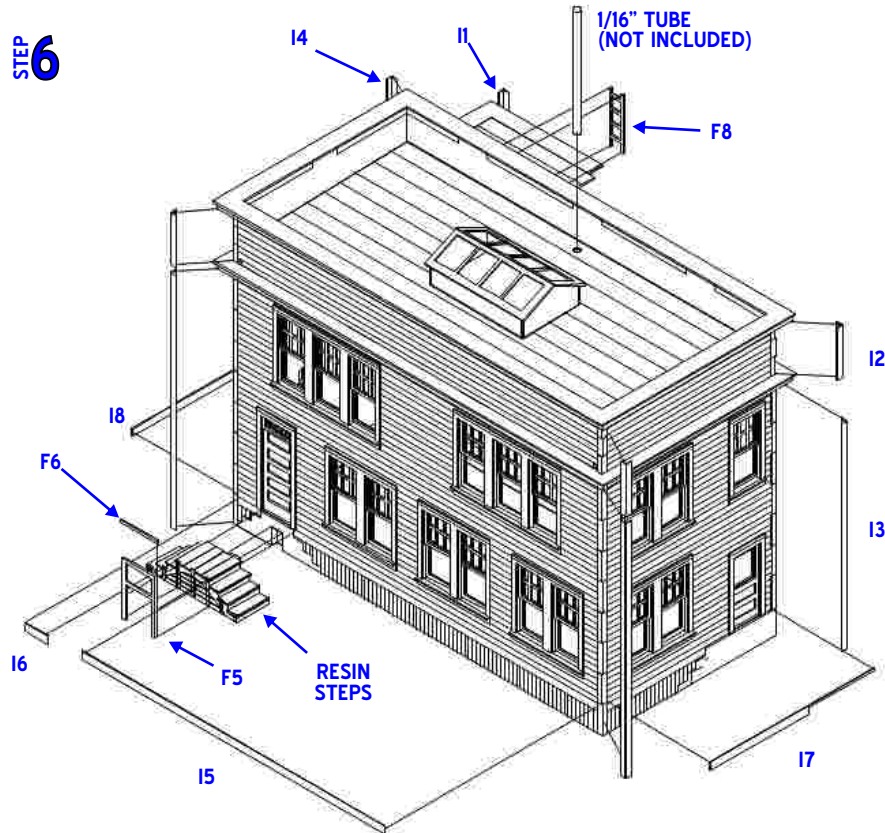 STEP 6
I4
I1
1/16” TUBE
(NOT INCLUDED)
F8
I2
I8
F6
I3
I6
F5
RESIN
STEPS
I7
I5